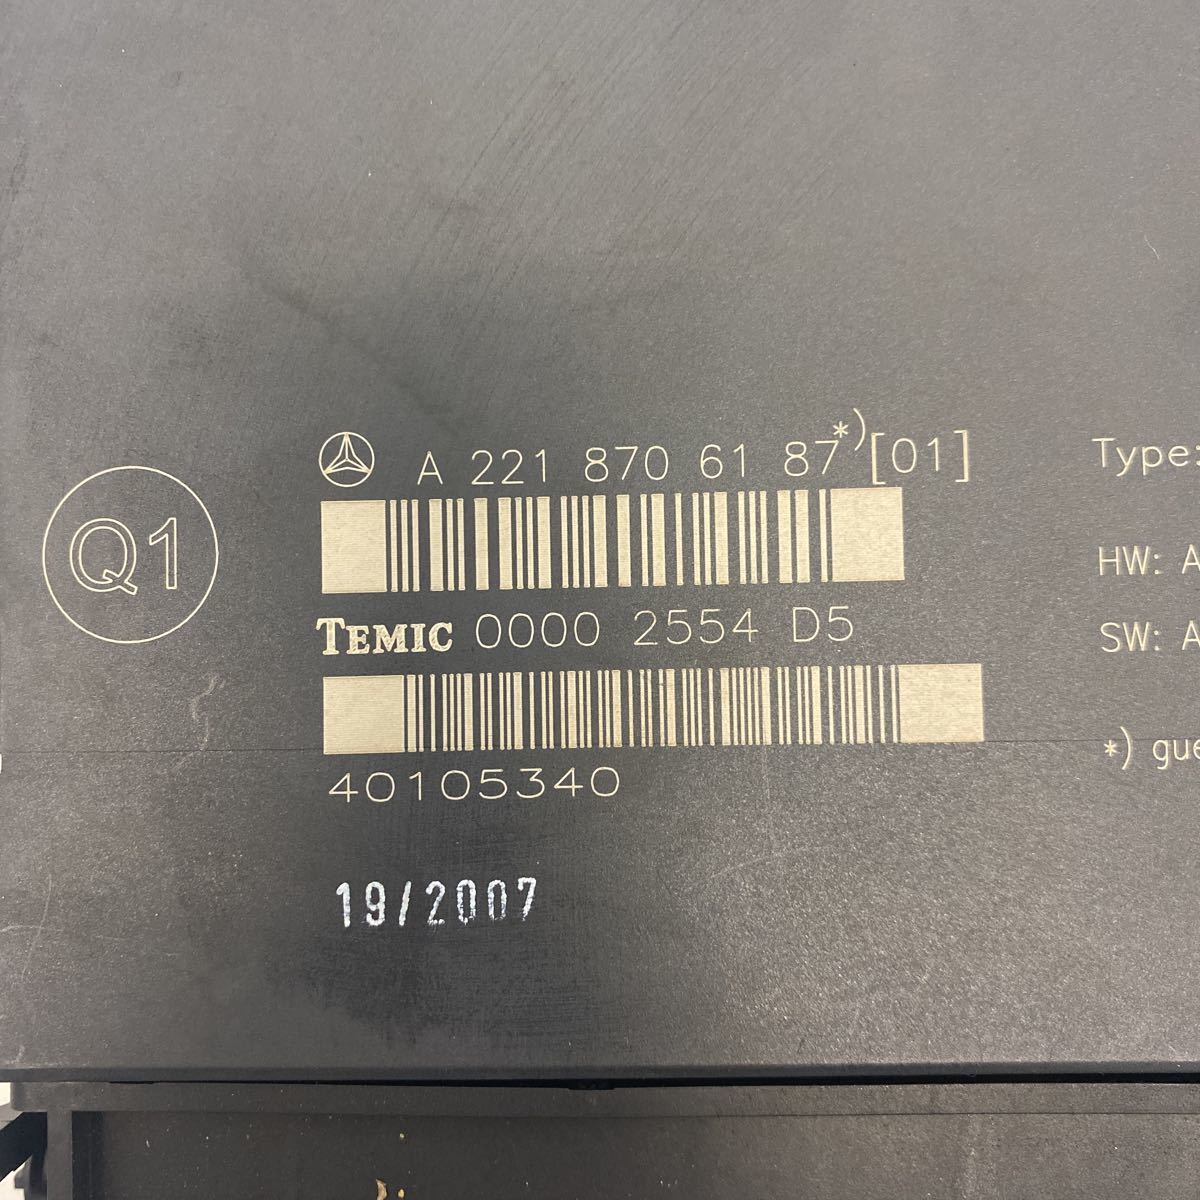 A 221 870 61 87*)[01]
Q1
TEMIC 0000 2554 D5
40105340
19/2007
Type:
HW: A
SW: A
*) gue